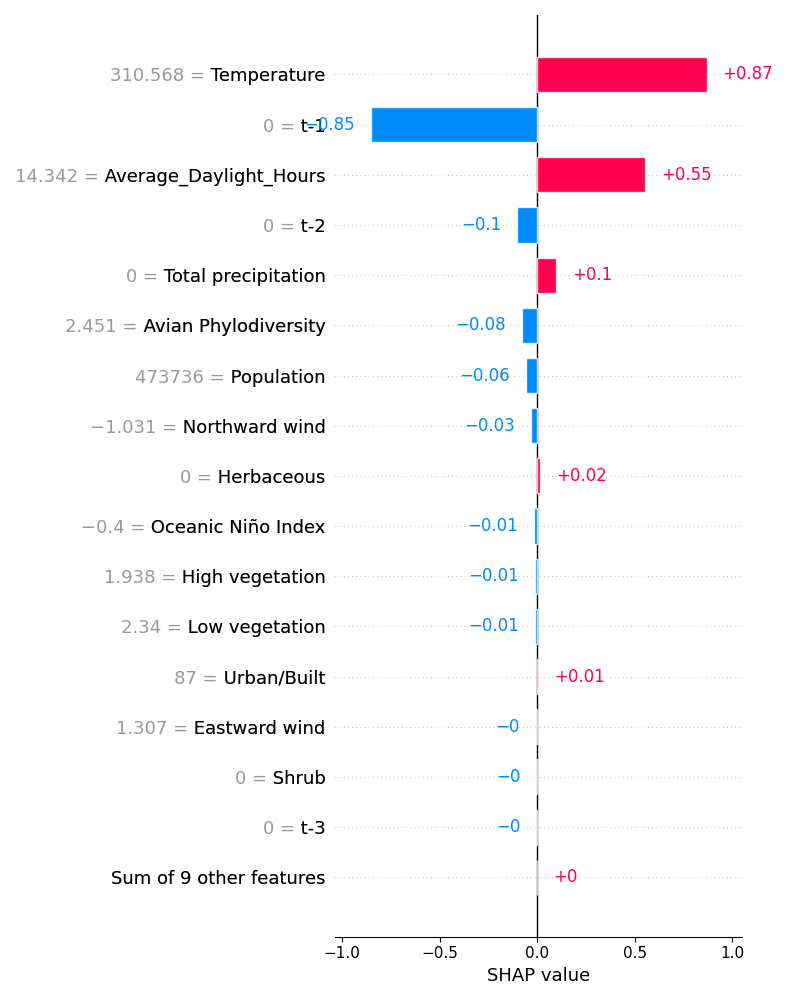 310.568 = Temperature +0.87
0 = t-1 −0.85
14.342 = Average_Daylight_Hours +0.55
0 = t-2 −0.1
0 = Total precipitation +0.1
2.451 = Avian Phylodiversity −0.08
473736 = Population −0.06
−1.031 = Northward wind −0.03
0 = Herbaceous +0.02
−0.4 = Oceanic Niño Index −0.01
1.938 = High vegetation −0.01
2.34 = Low vegetation −0.01
87 = Urban/Built +0.01
1.307 = Eastward wind −0
0 = Shrub −0
0 = t-3 −0
Sum of 9 other features +0
−1.0 −0.5 0.0 0.5 1.0
SHAP value